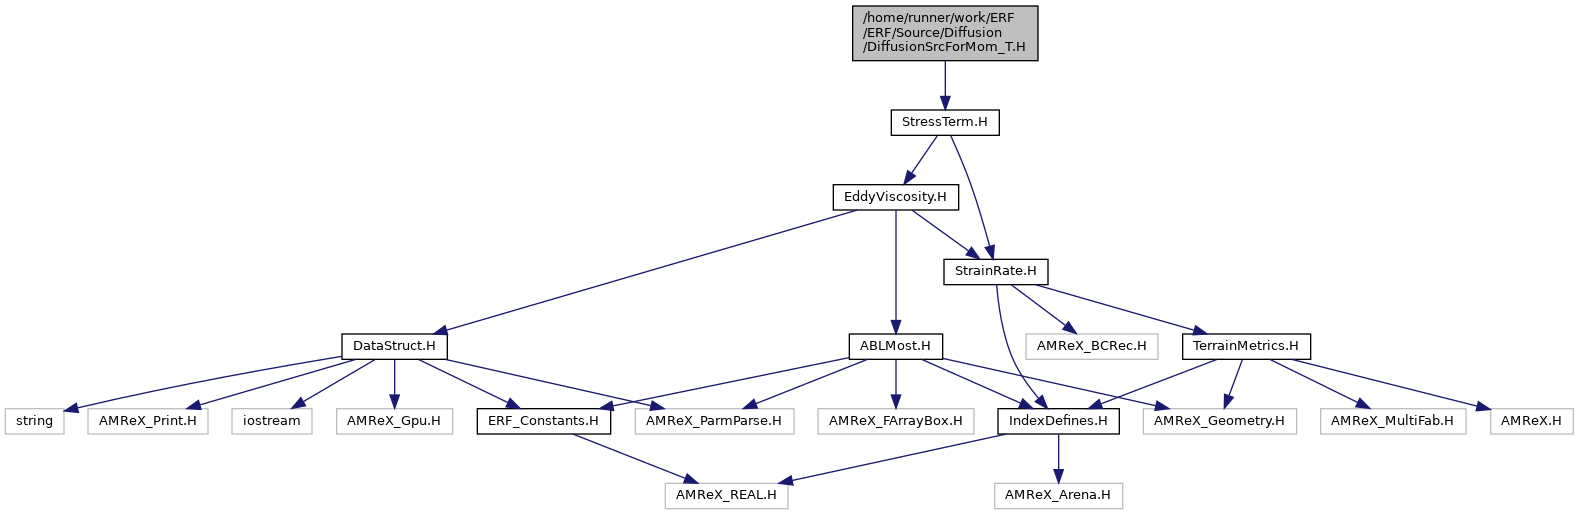 /home/runner/work/ERF
/ERF/Source/Diffusion
/DiffusionSrcForMom_T.H
StressTerm.H
EddyViscosity.H
StrainRate.H
DataStruct.H
ABLMost.H
AMReX_BCRec.H
TerrainMetrics.H
string
AMReX_Print.H
iostream
AMReX_Gpu.H
ERF_Constants.H
AMReX_ParmParse.H
AMReX_FArrayBox.H
IndexDefines.H
AMReX_Geometry.H
AMReX_MultiFab.H
AMReX.H
AMReX_REAL.H
AMReX_Arena.H